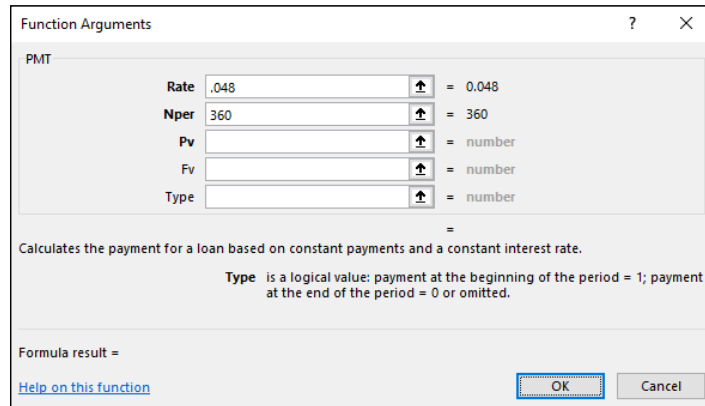 Function Arguments ? ×
PMT
Rate .048 = 0.048
Nper 360 = 360
Pv = number
Fv = number
Type = number
=
Calculates the payment for a loan based on constant payments and a constant interest rate.
Type is a logical value: payment at the beginning of the period = 1; payment
at the end of the period = 0 or omitted.
Formula result =
Help on this function OK Cancel